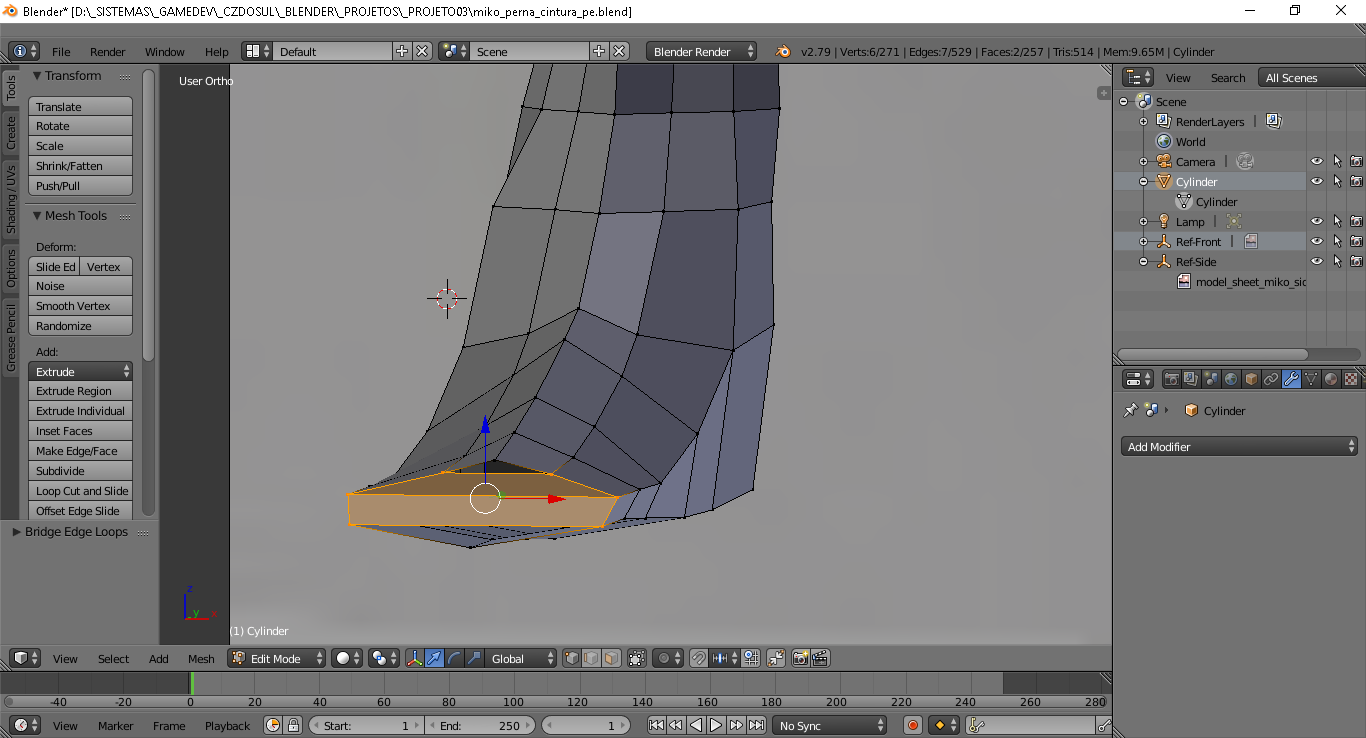 Blender* [D:\_SISTEMAS\_GAMEDEV\_CZDOSUL\_BLENDER\_PROJETOS\_PROJETO03\miko_perna_cintura_pe.blend]
File Render Window Help Default Scene Blender Render v2.79 | Verts:6/271 | Edges:7/529 | Faces:2/257 | Tris:514 | Mem:9.65M | Cylinder
Tools
Create
Shading / UVs
Options
Grease Pencil
Transform
Translate
Rotate
Scale
Shrink/Fatten
Push/Pull
Mesh Tools
Deform:
Slide Ed Vertex
Noise
Smooth Vertex
Randomize
Add:
Extrude
Extrude Region
Extrude Individual
Inset Faces
Make Edge/Face
Subdivide
Loop Cut and Slide
Offset Edge Slide
Bridge Edge Loops
User Ortho
z
y
x
(1) Cylinder
View Select Add Mesh Edit Mode Global
-40 -20 0 20 40 60 80 100 120 140 160 180 200 220 240 260 280
View Marker Frame Playback Start: 1 End: 250 1 No Sync
View Search All Scenes
Scene
RenderLayers |
World
Camera |
Cylinder
Cylinder
Lamp |
Ref-Front |
Ref-Side
model_sheet_miko_sic
Cylinder
Add Modifier